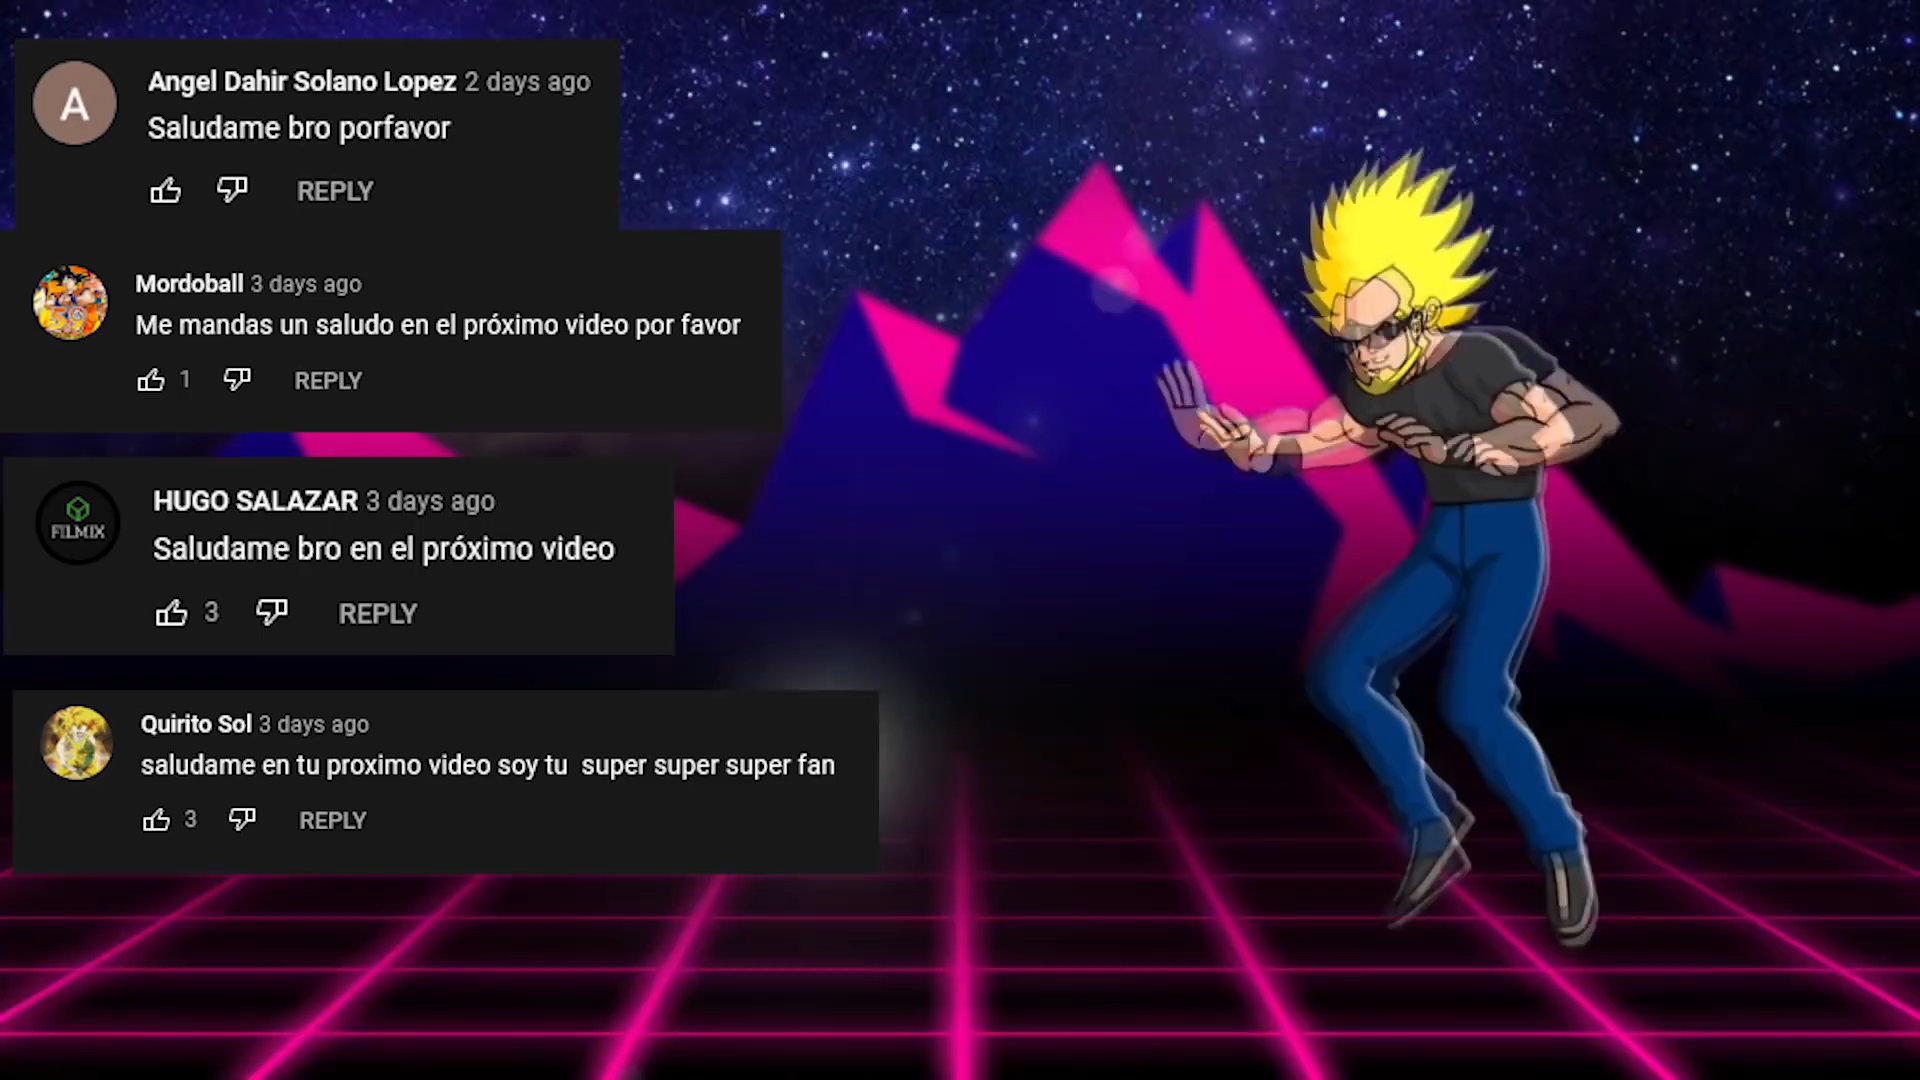 A
Angel Dahir Solano Lopez 2 days ago
Saludame bro porfavor
REPLY
Mordoball 3 days ago
59
Me mandas un saludo en el próximo video por favor
1 REPLY
FILMIX
HUGO SALAZAR 3 days ago
Saludame bro en el próximo video
3 REPLY
Quirito Sol 3 days ago
saludame en tu proximo video soy tu  super super super fan
3 REPLY